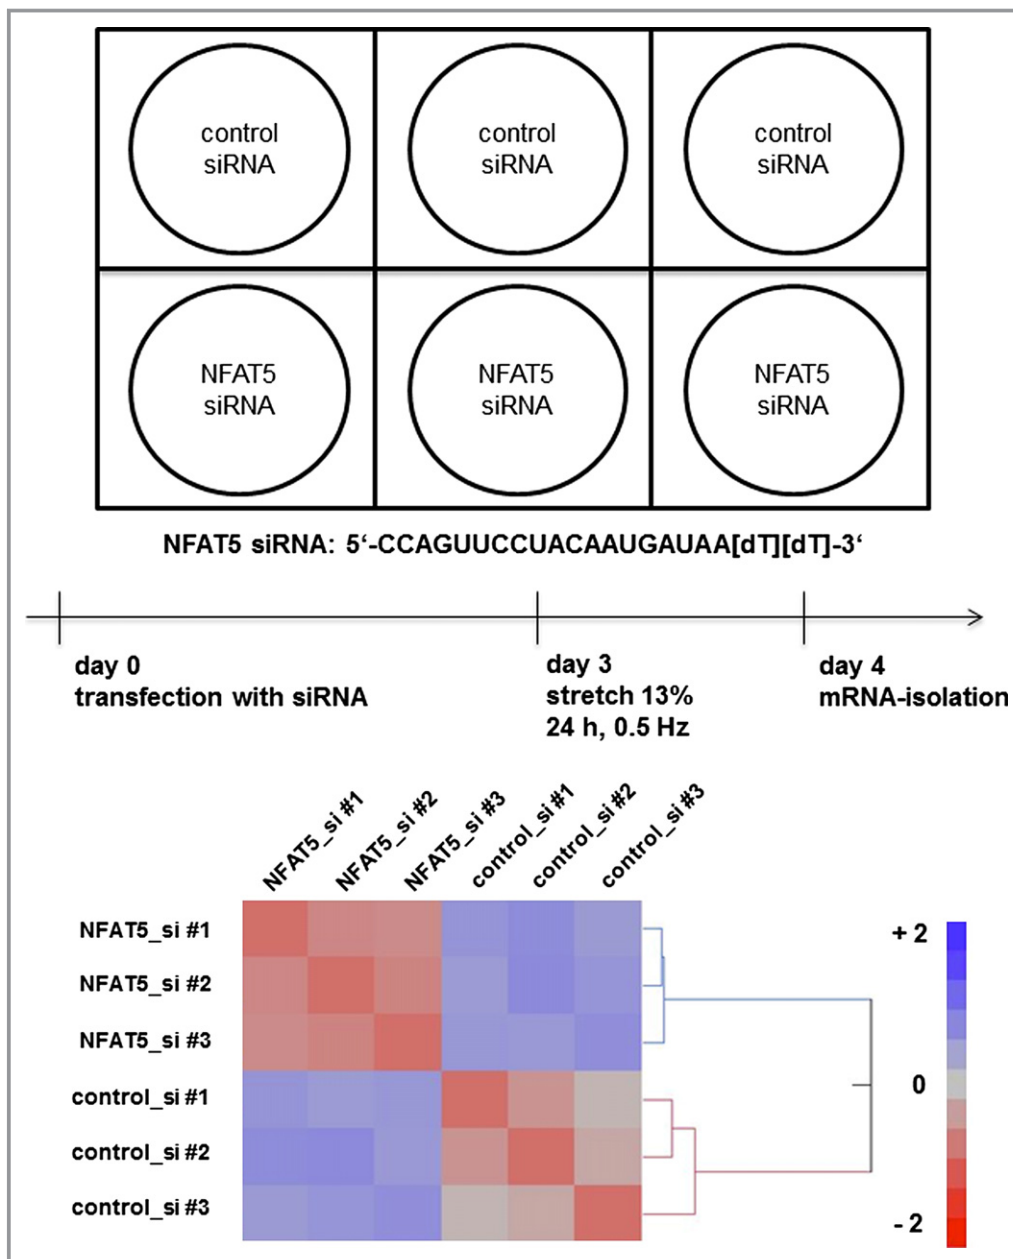 control
siRNA
control
siRNA
control
siRNA
NFAT5
siRNA
NFAT5
siRNA
NFAT5
siRNA
NFAT5 siRNA: 5‘-CCAGUUCCUACAAUGAUAA[dT][dT]-3‘
day 0
transfection with siRNA
day 3
stretch 13%
24 h, 0.5 Hz
day 4
mRNA-isolation
NFAT5_si #1
NFAT5_si #2
NFAT5_si #3
control_si #1
control_si #2
control_si #3
NFAT5_si #1
NFAT5_si #2
NFAT5_si #3
control_si #1
control_si #2
control_si #3
+ 2
0
- 2